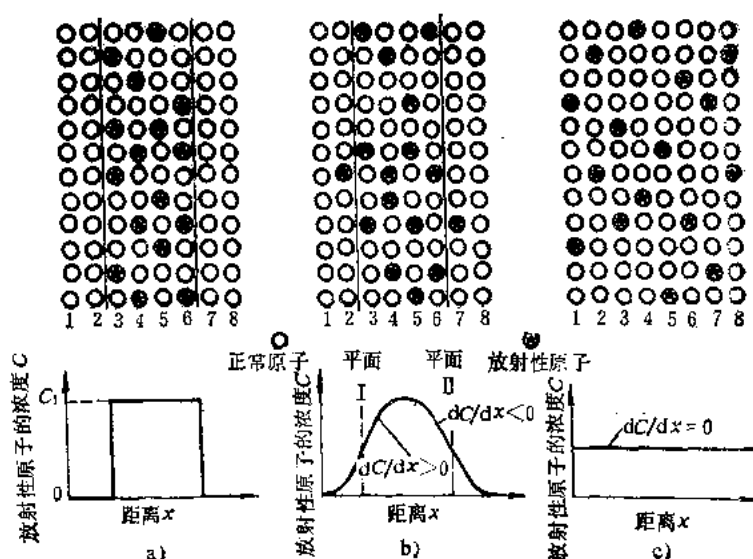 1 2 3 4 5 6 7 8
1 2 3 4 5 6 7 8
1 2 3 4 5 6 7 8
正常原子
放射性原子
放射性原子的浓度C
C₁
0
距离x
a)
放射性原子的浓度C
平面
I
平面
II
dC/dx<0
dC/dx>0
距离x
b)
放射性原子的浓度C
dC/dx=0
距离x
c)